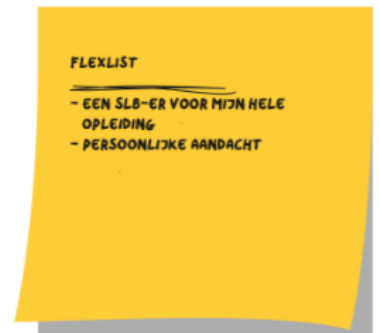 FLEXLIST
- EEN SLB-ER VOOR MIJN HELE
OPLEIDING
- PERSOONLIJKE AANDACHT